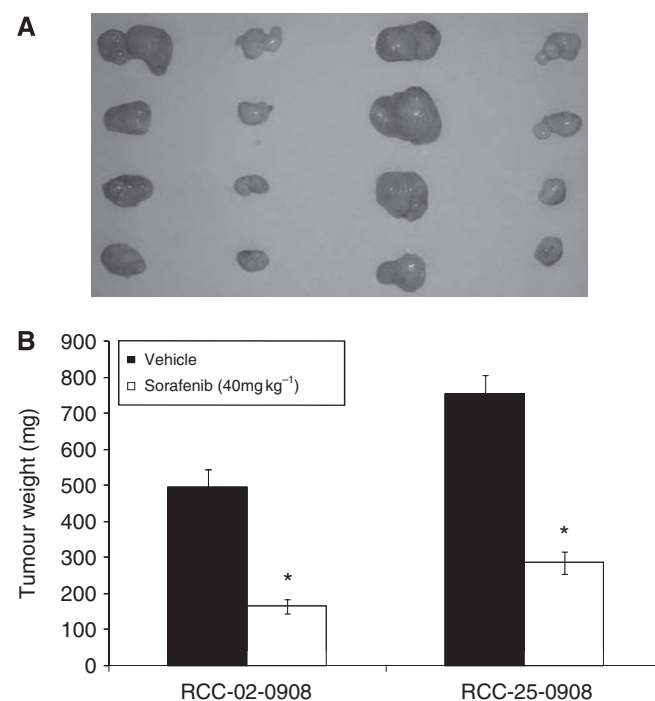 A
B
900
800
700
600
500
400
300
200
100
0
Tumour weight (mg)
Vehicle
Sorafenib (40mg kg⁻¹)
*
*
RCC-02-0908
RCC-25-0908